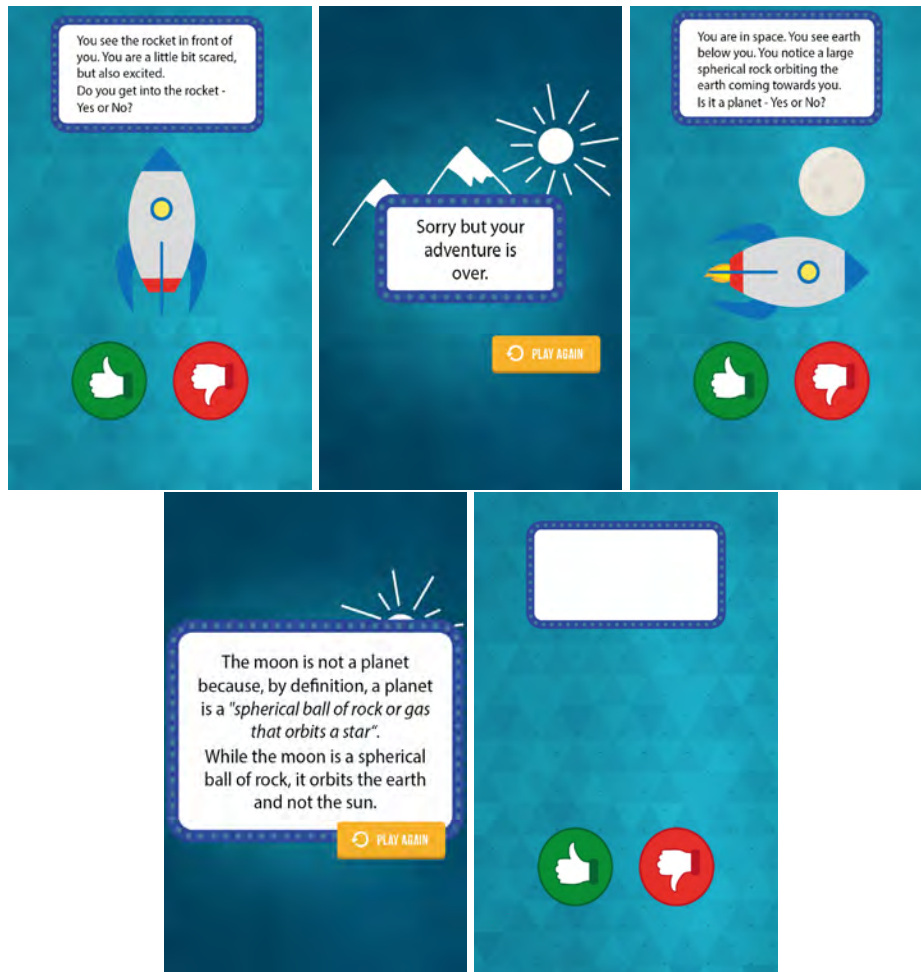 You see the rocket in front of
you. You are a little bit scared,
but also excited.
Do you get into the rocket -
Yes or No?
Sorry but your
adventure is
over.
PLAY AGAIN
You are in space. You see earth
below you. You notice a large
spherical rock orbiting the
earth coming towards you.
Is it a planet - Yes or No?
The moon is not a planet
because, by definition, a planet
is a "spherical ball of rock or gas
that orbits a star“.
While the moon is a spherical
ball of rock, it orbits the earth
and not the sun.
PLAY AGAIN